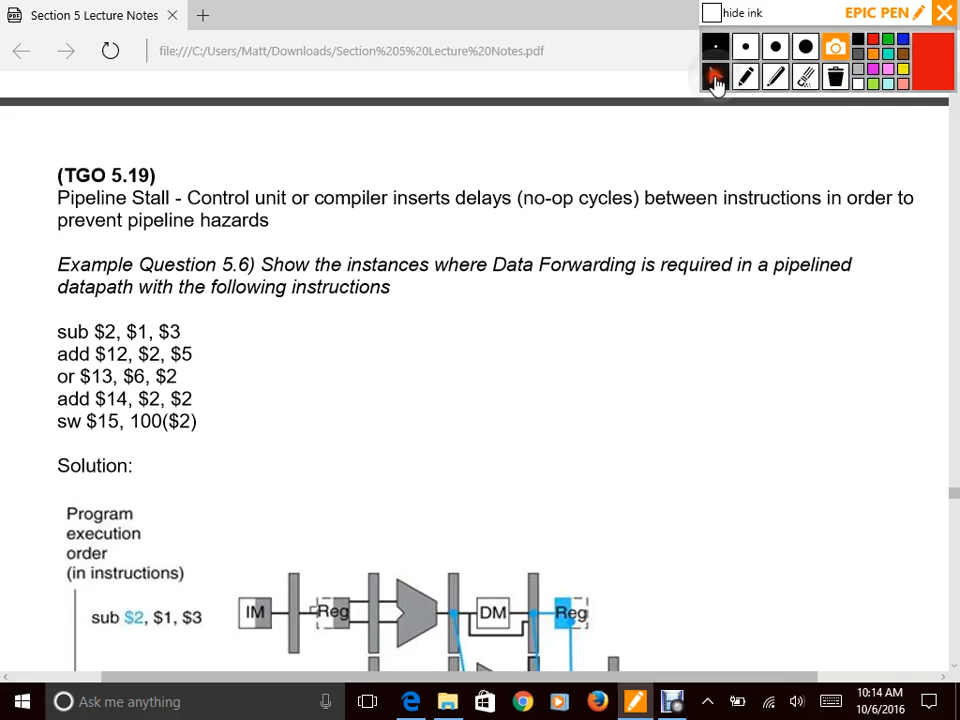 Section 5 Lecture Notes
hide ink
EPIC PEN
file:///C:/Users/Matt/Downloads/Section%205%20Lecture%20Notes.pdf
(TGO 5.19)
Pipeline Stall - Control unit or compiler inserts delays (no-op cycles) between instructions in order to
prevent pipeline hazards
Example Question 5.6) Show the instances where Data Forwarding is required in a pipelined
datapath with the following instructions
sub $2, $1, $3
add $12, $2, $5
or $13, $6, $2
add $14, $2, $2
sw $15, 100($2)
Solution:
Program
execution
order
(in instructions)
sub $2, $1, $3
IM
Reg
DM
Reg
Ask me anything
10:14 AM
10/6/2016